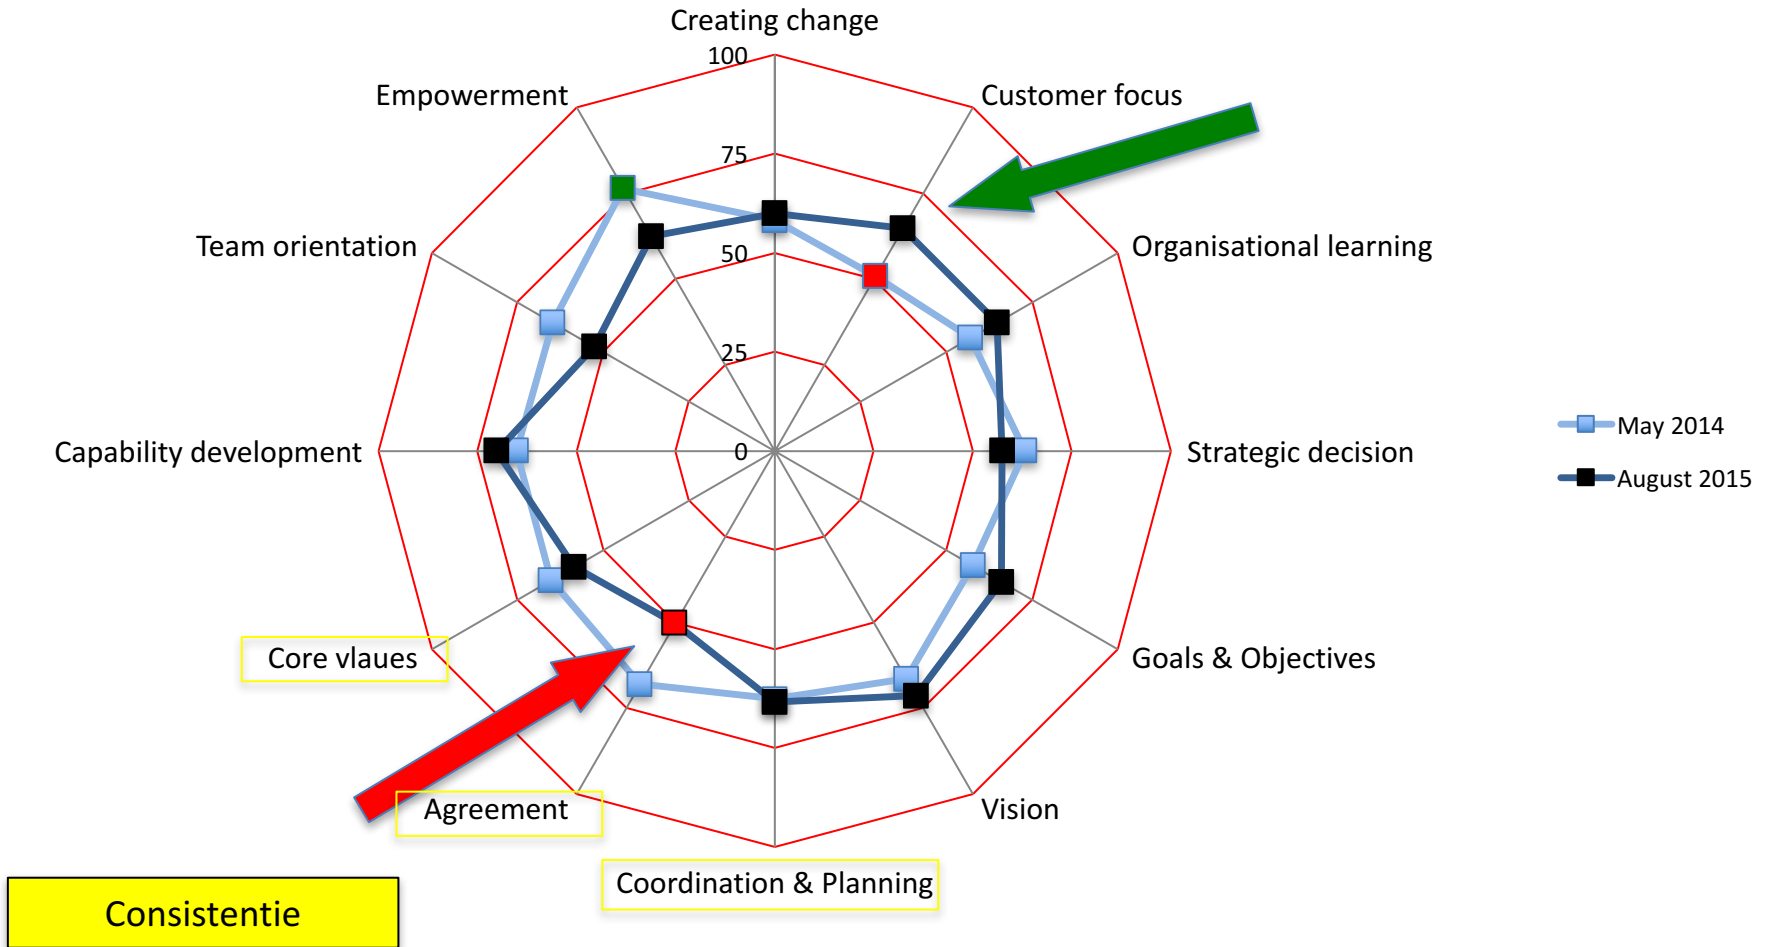 Creating change
100
Empowerment
Customer focus
75
Team orientation
Organisational learning
50
25
Capability development
0
Strategic decision
May 2014
August 2015
Core vlaues
Goals & Objectives
Agreement
Vision
Coordination & Planning
Consistentie